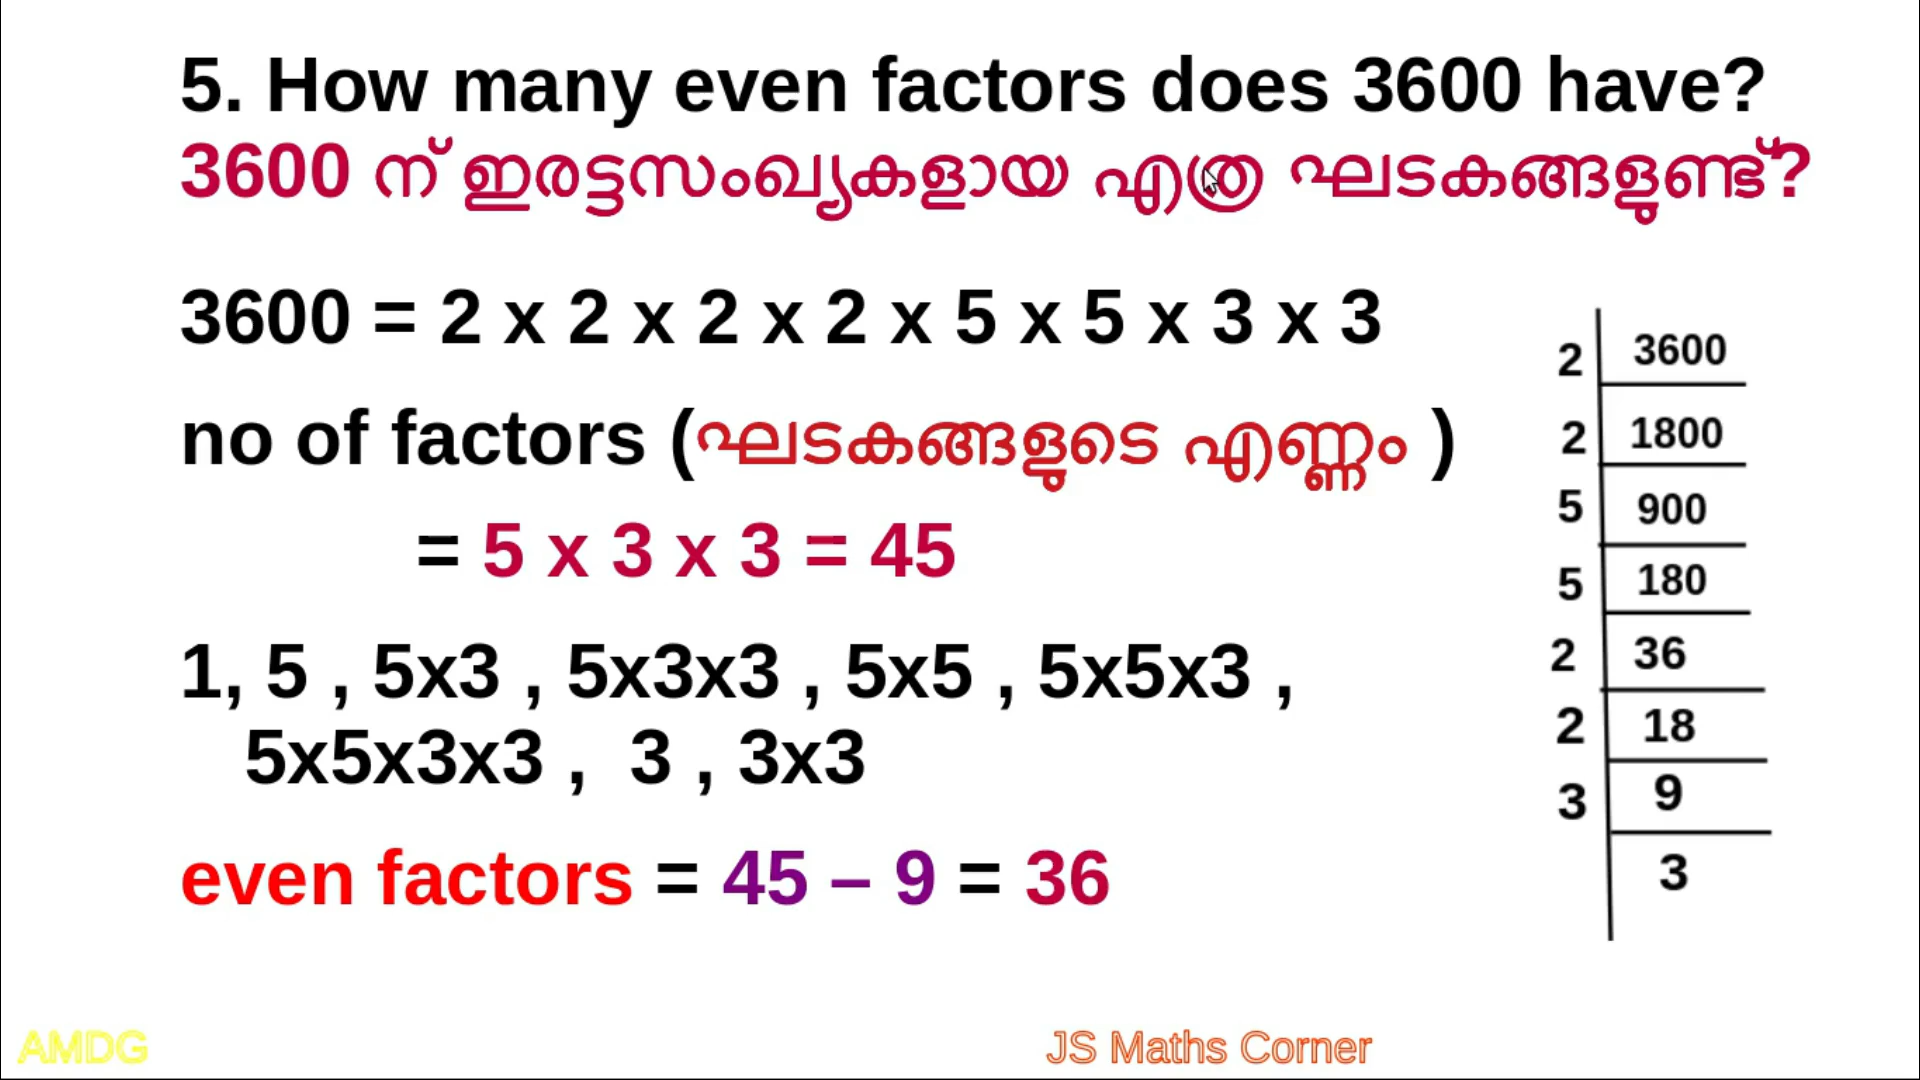 5. How many even factors does 3600 have?
3600 ന് ഇരട്ടസംഖ്യകളായ എത്ര ഘടകങ്ങളുണ്ട്?
3600 = 2 x 2 x 2 x 2 x 5 x 5 x 3 x 3
no of factors (ഘടകങ്ങളുടെ എണ്ണം )
= 5 x 3 x 3 = 45
1, 5 , 5x3 , 5x3x3 , 5x5 , 5x5x3 ,
5x5x3x3 , 3 , 3x3
even factors = 45 – 9 = 36
2 3600
2 1800
5 900
5 180
2 36
2 18
3 9
3
AMDG
JS Maths Corner